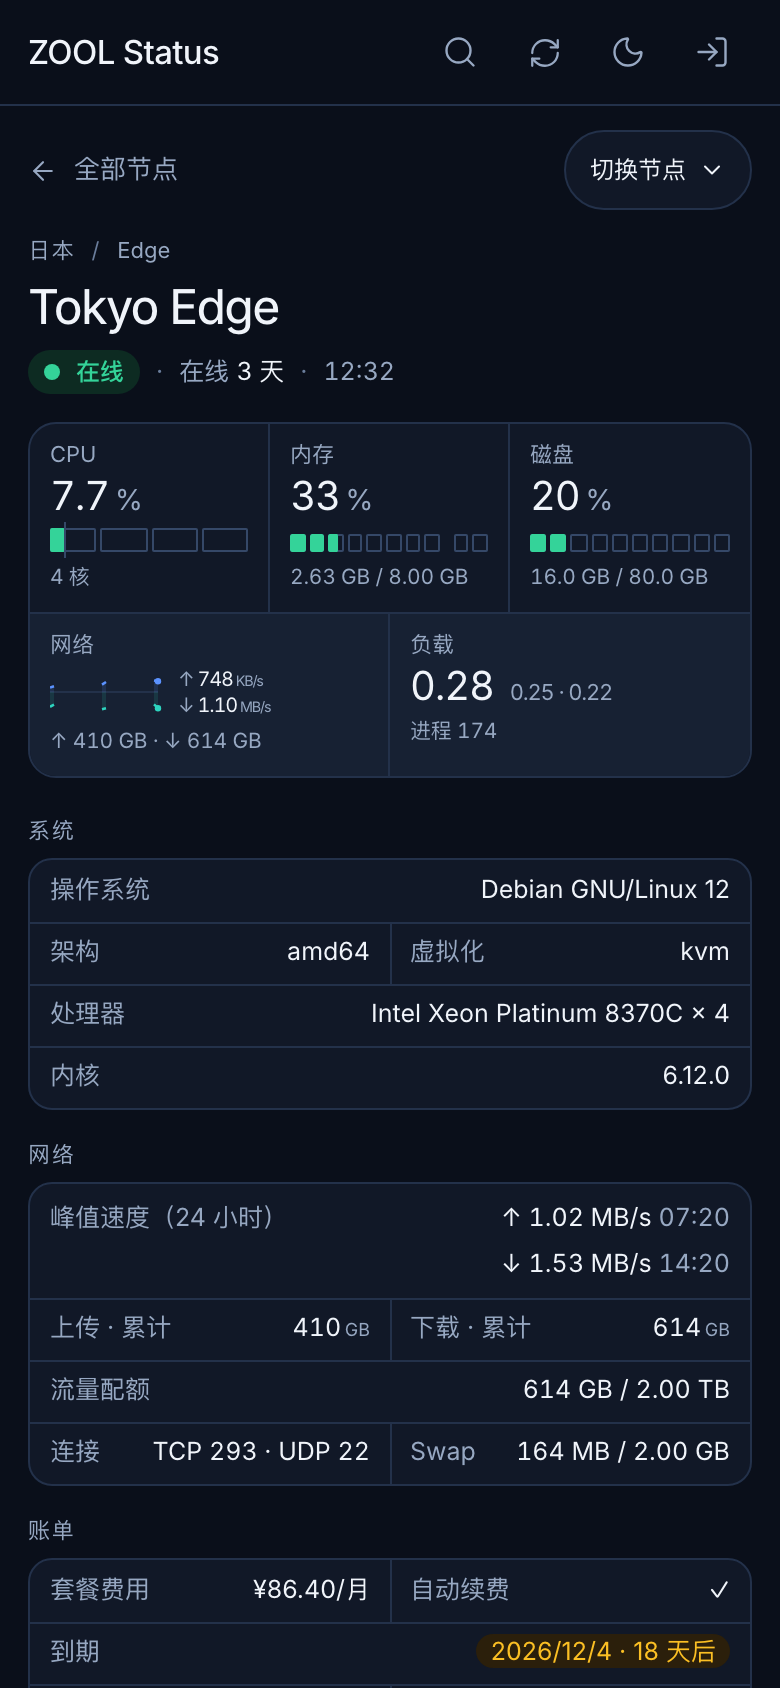 ZOOL Status
← 全部节点
切换节点
日本 / Edge
Tokyo Edge
在线 · 在线 3 天 · 12:32
CPU
7.7 %
4 核
内存
33 %
2.63 GB / 8.00 GB
磁盘
20 %
16.0 GB / 80.0 GB
网络
↑ 748 KB/s
↓ 1.10 MB/s
↑ 410 GB · ↓ 614 GB
负载
0.28 0.25 · 0.22
进程 174
系统
操作系统 Debian GNU/Linux 12
架构 amd64 虚拟化 kvm
处理器 Intel Xeon Platinum 8370C × 4
内核 6.12.0
网络
峰值速度（24 小时） ↑ 1.02 MB/s 07:20
↓ 1.53 MB/s 14:20
上传 · 累计 410 GB 下载 · 累计 614 GB
流量配额 614 GB / 2.00 TB
连接 TCP 293 · UDP 22 Swap 164 MB / 2.00 GB
账单
套餐费用 ¥86.40/月 自动续费 ✓
到期 2026/12/4 · 18 天后